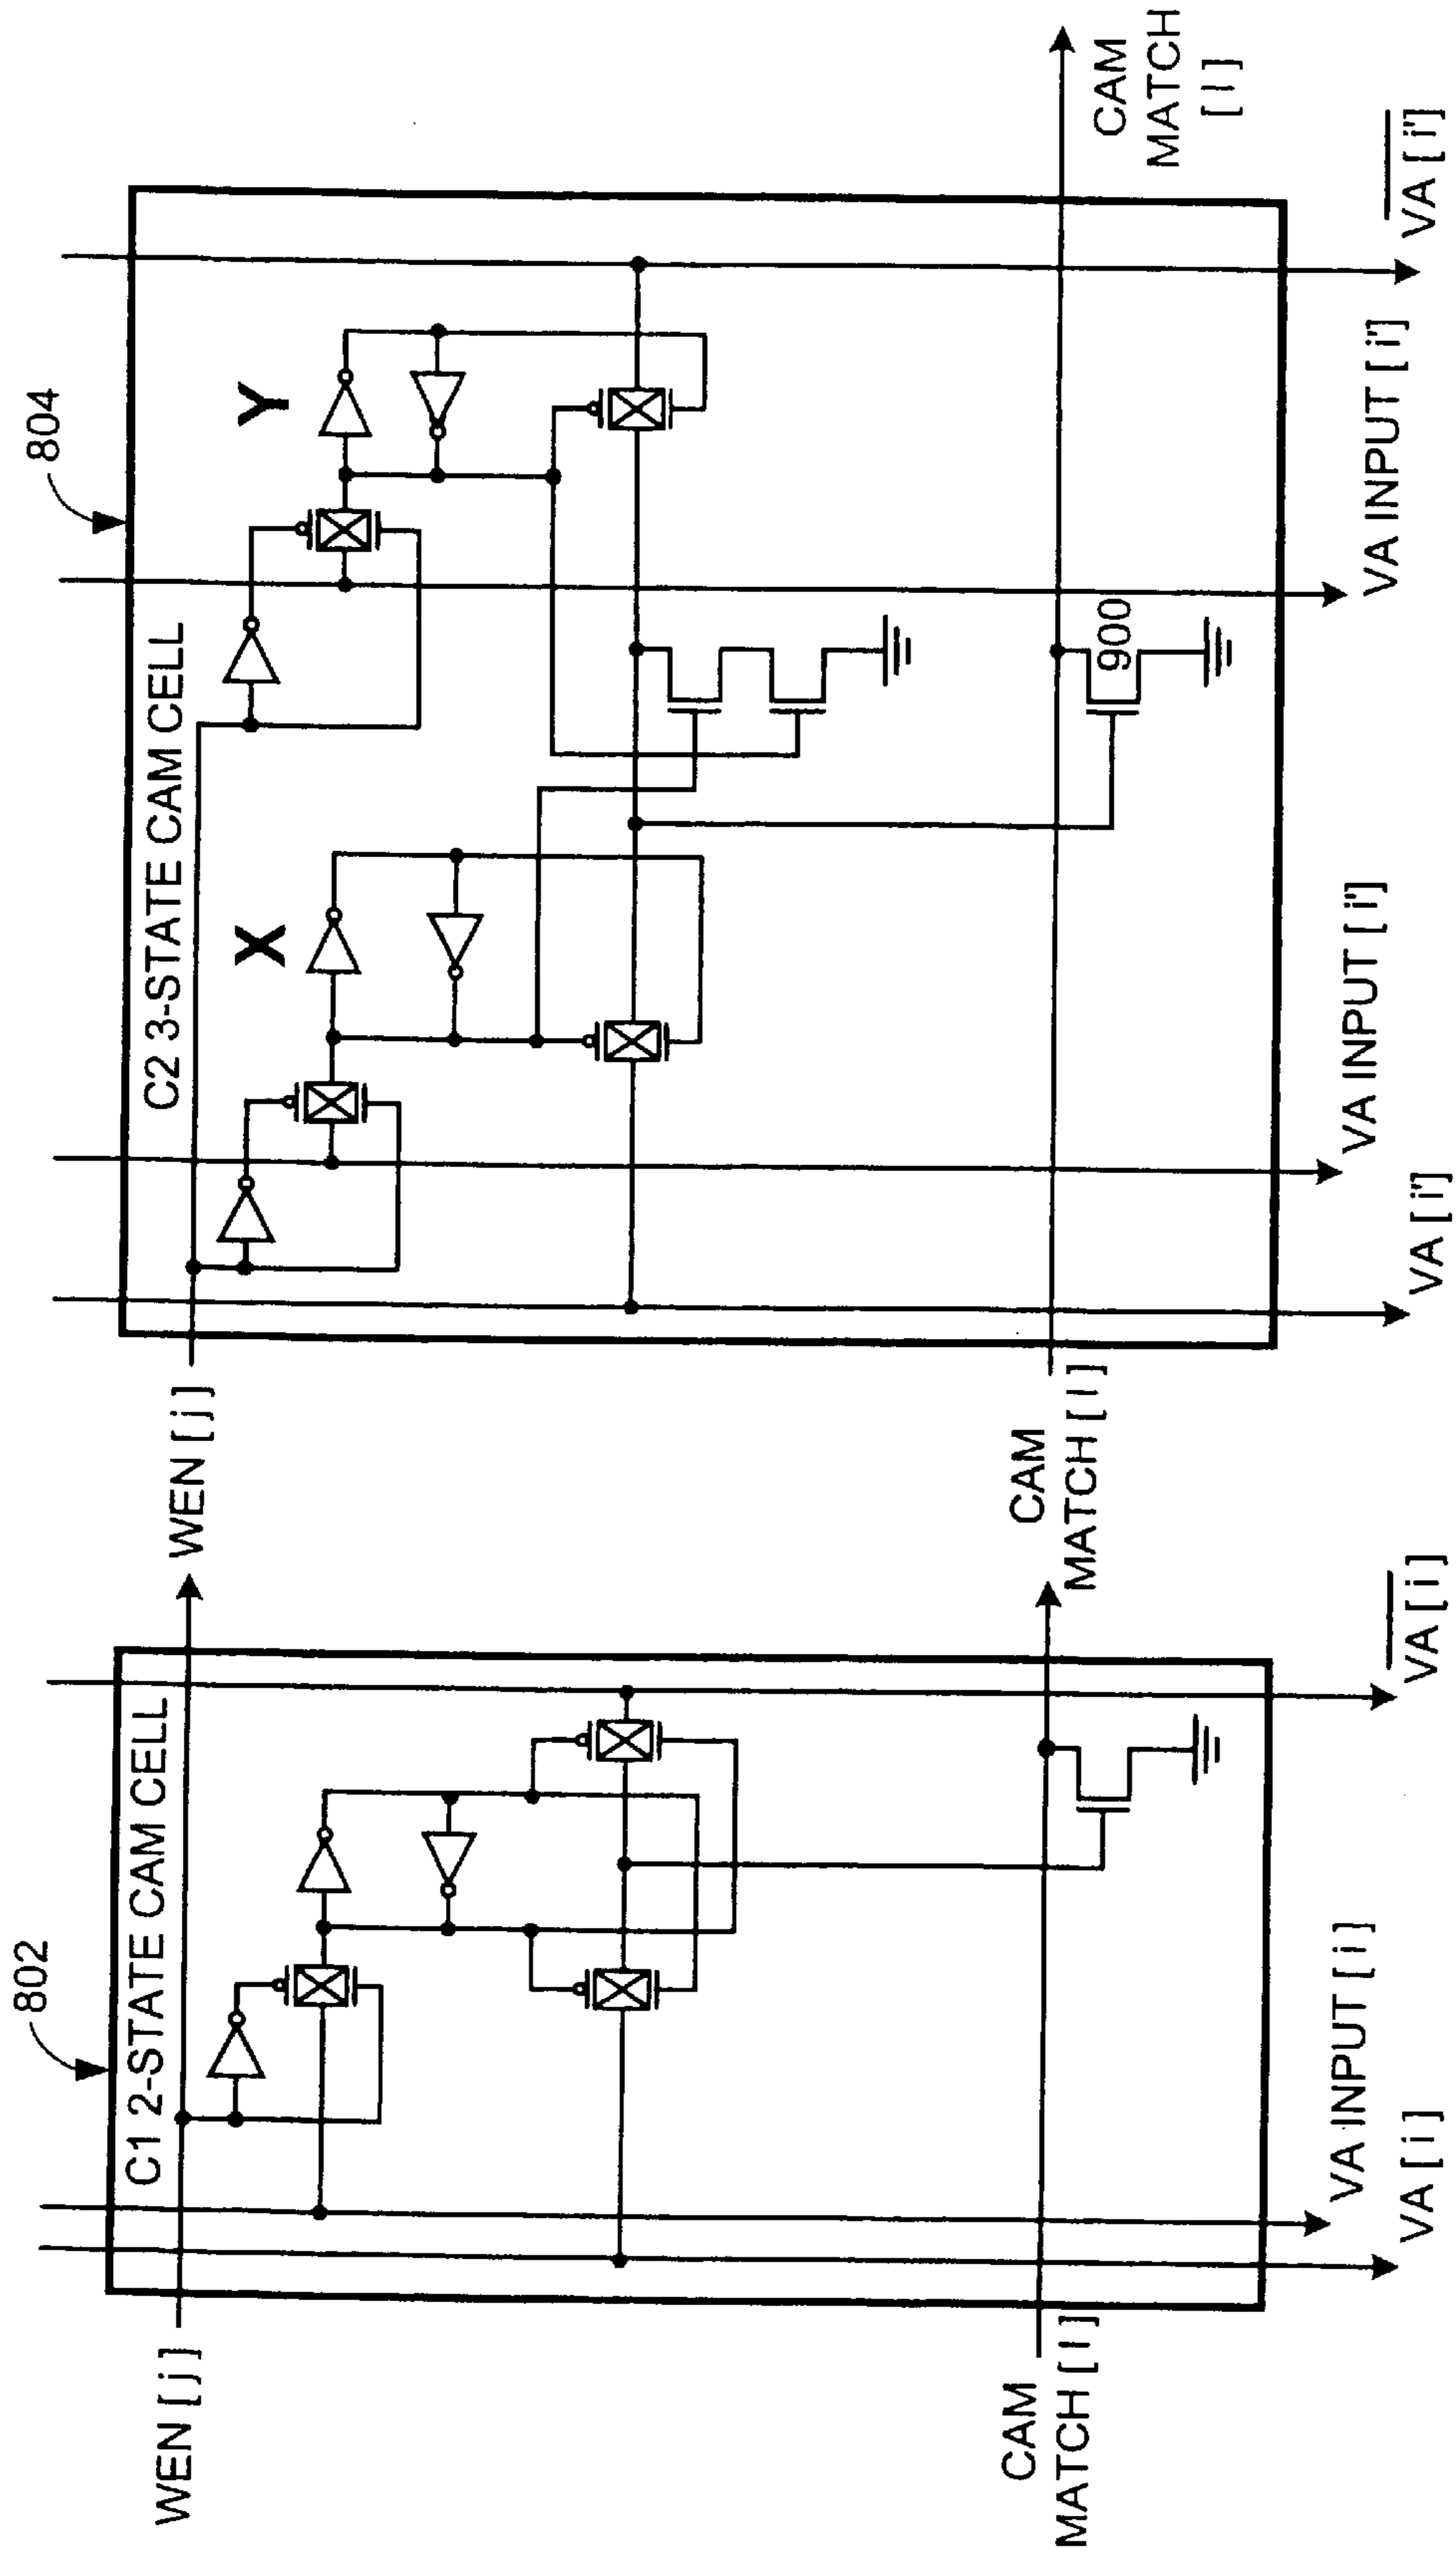 802
C1 2-STATE CAM CELL
WEN [ j ]
CAM
MATCH [ l ]
VA INPUT [ i ]
VA [ i ]
VA [ i ]
804
C2 3-STATE CAM CELL
WEN [ j ]
X
Y
900
CAM
MATCH [ l ]
CAM
MATCH
[ l ]
VA [ i' ]
VA INPUT [ i' ]
VA INPUT [ i' ]
VA [ i' ]